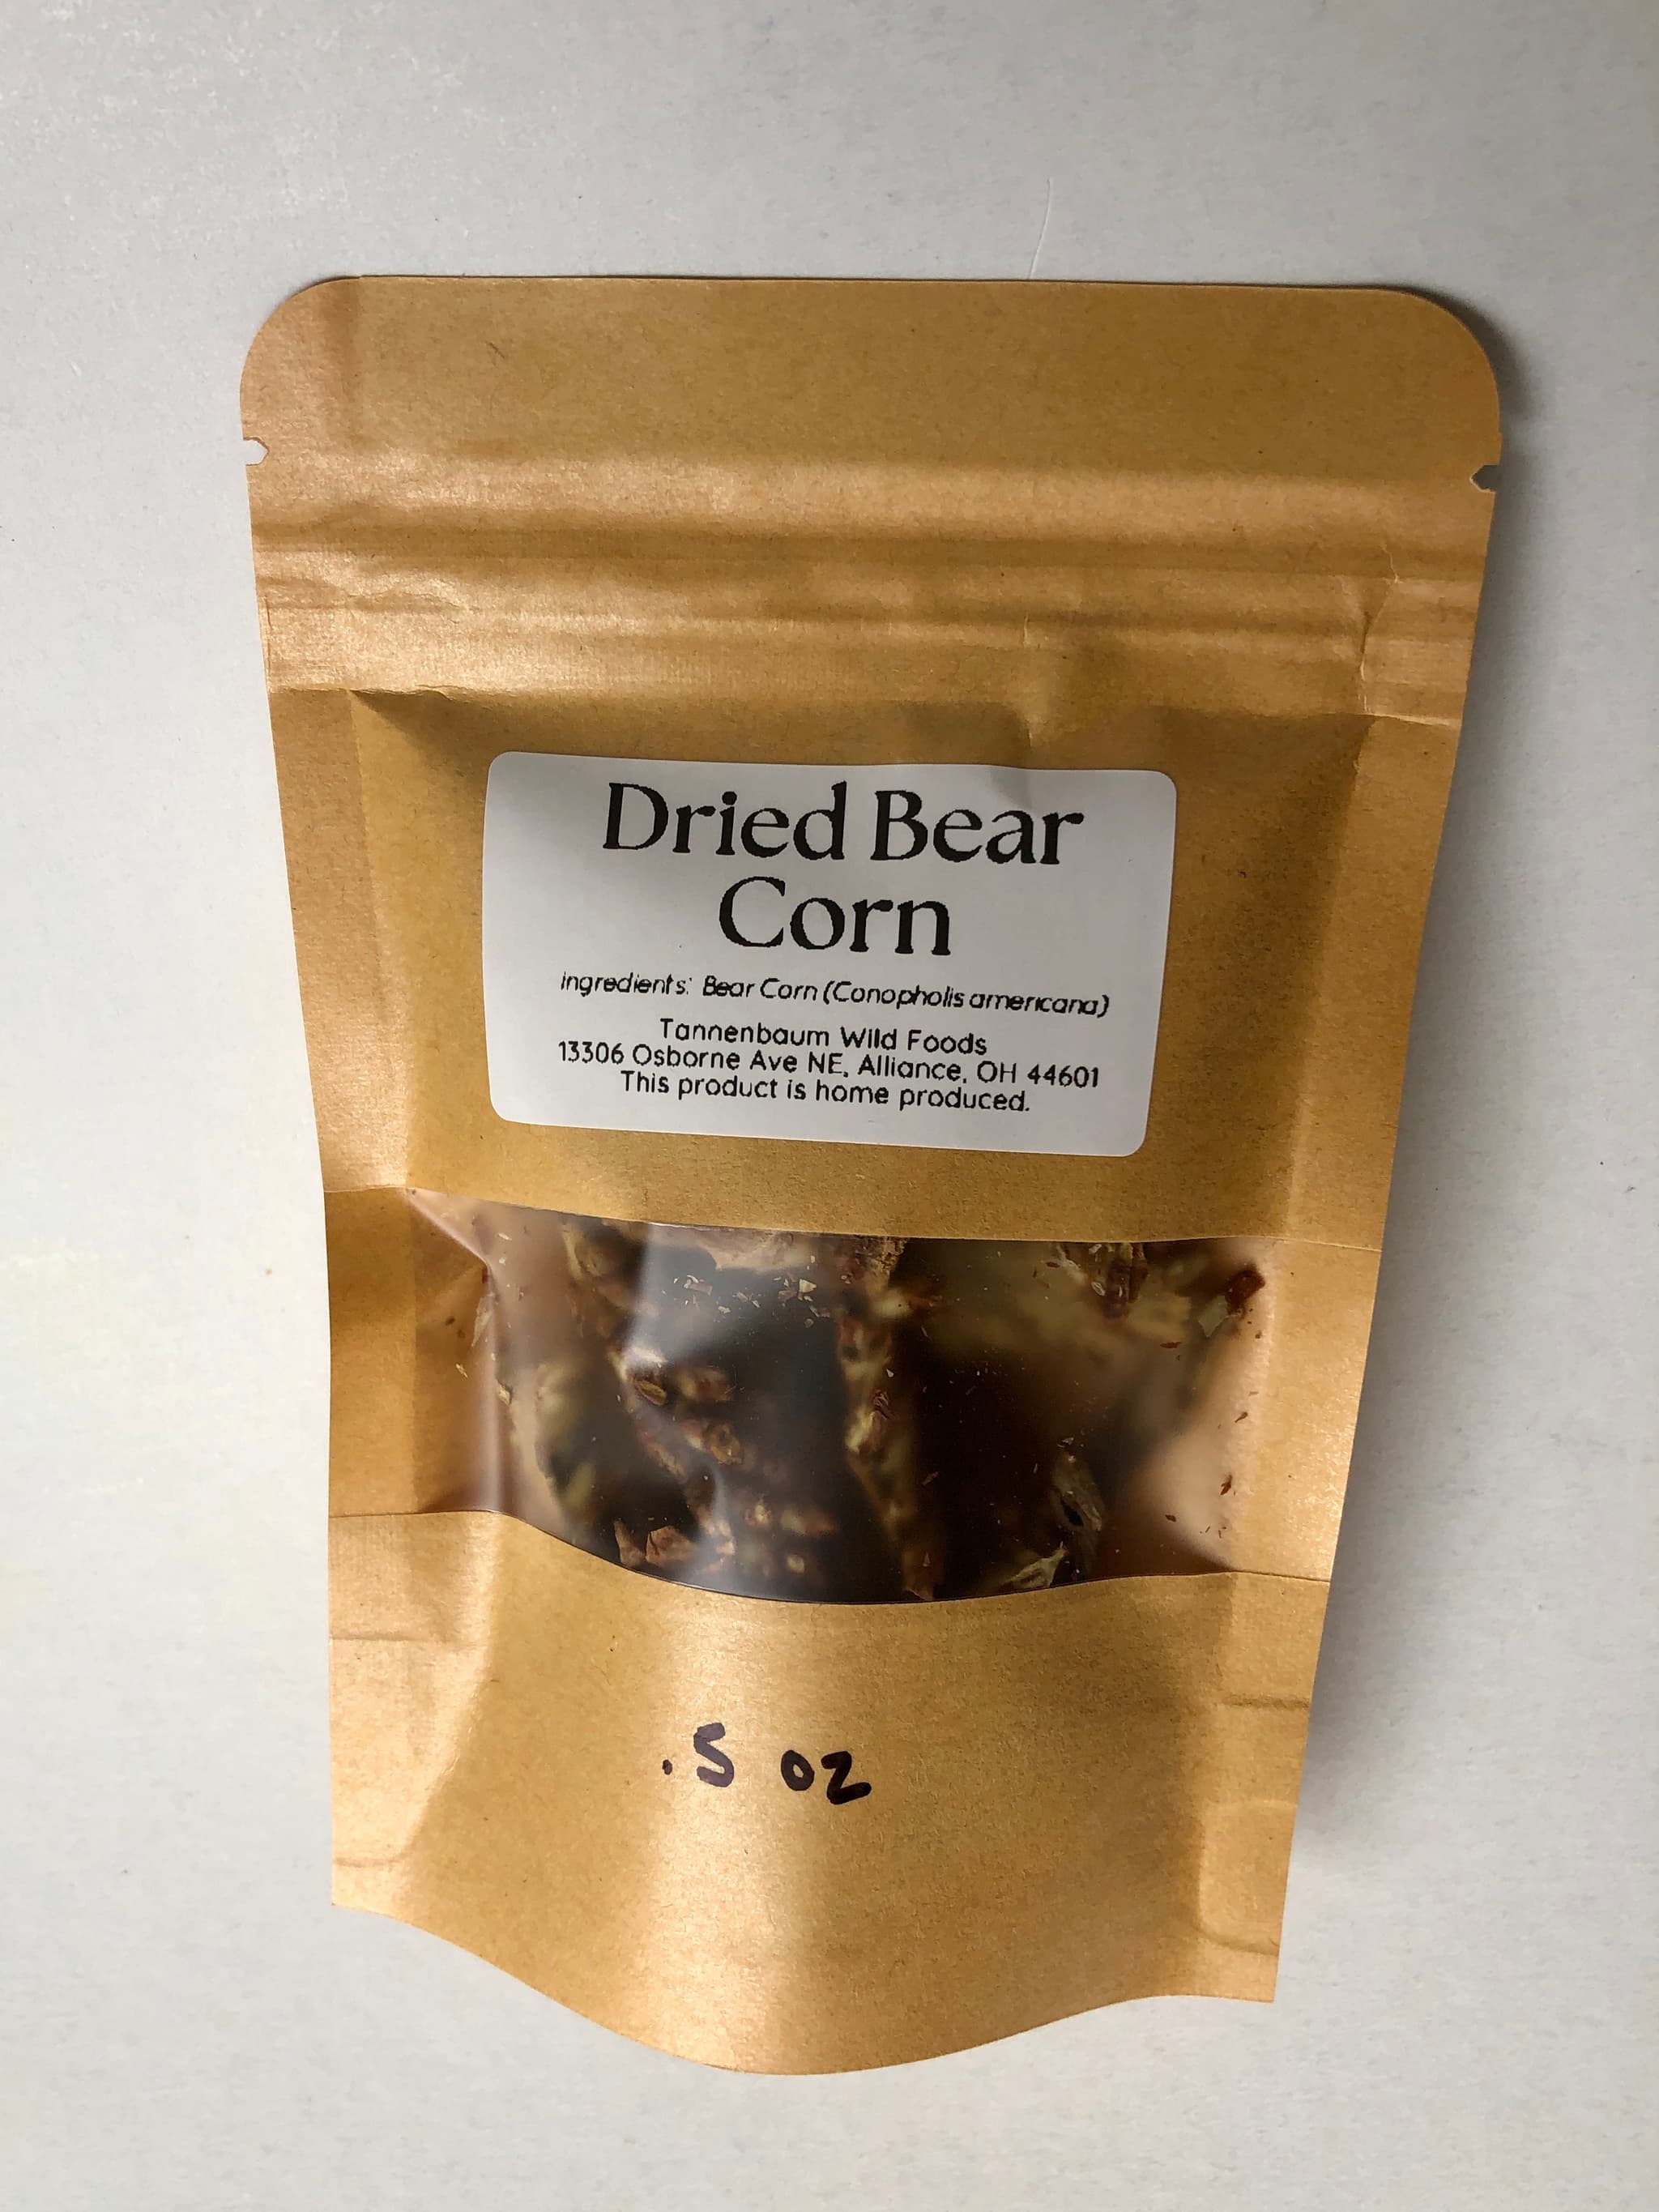 Dried Bear
Corn
ingredients: Bear Corn (Conopholis americana)
Tannenbaum Wild Foods
13306 Osborne Ave NE, Alliance, OH 44601
This product is home produced.
.5 oz